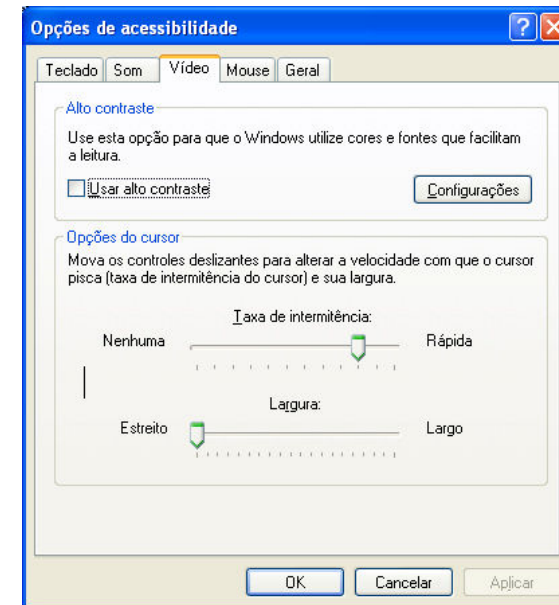 Opções de acessibilidade
Teclado Som Vídeo Mouse Geral
Alto contraste
Use esta opção para que o Windows utilize cores e fontes que facilitam
a leitura.
Usar alto contraste Configurações
Opções do cursor
Mova os controles deslizantes para alterar a velocidade com que o cursor
pisca (taxa de intermitência do cursor) e sua largura.
Taxa de intermitência:
Nenhuma Rápida
Largura:
Estreito Largo
OK Cancelar Aplicar